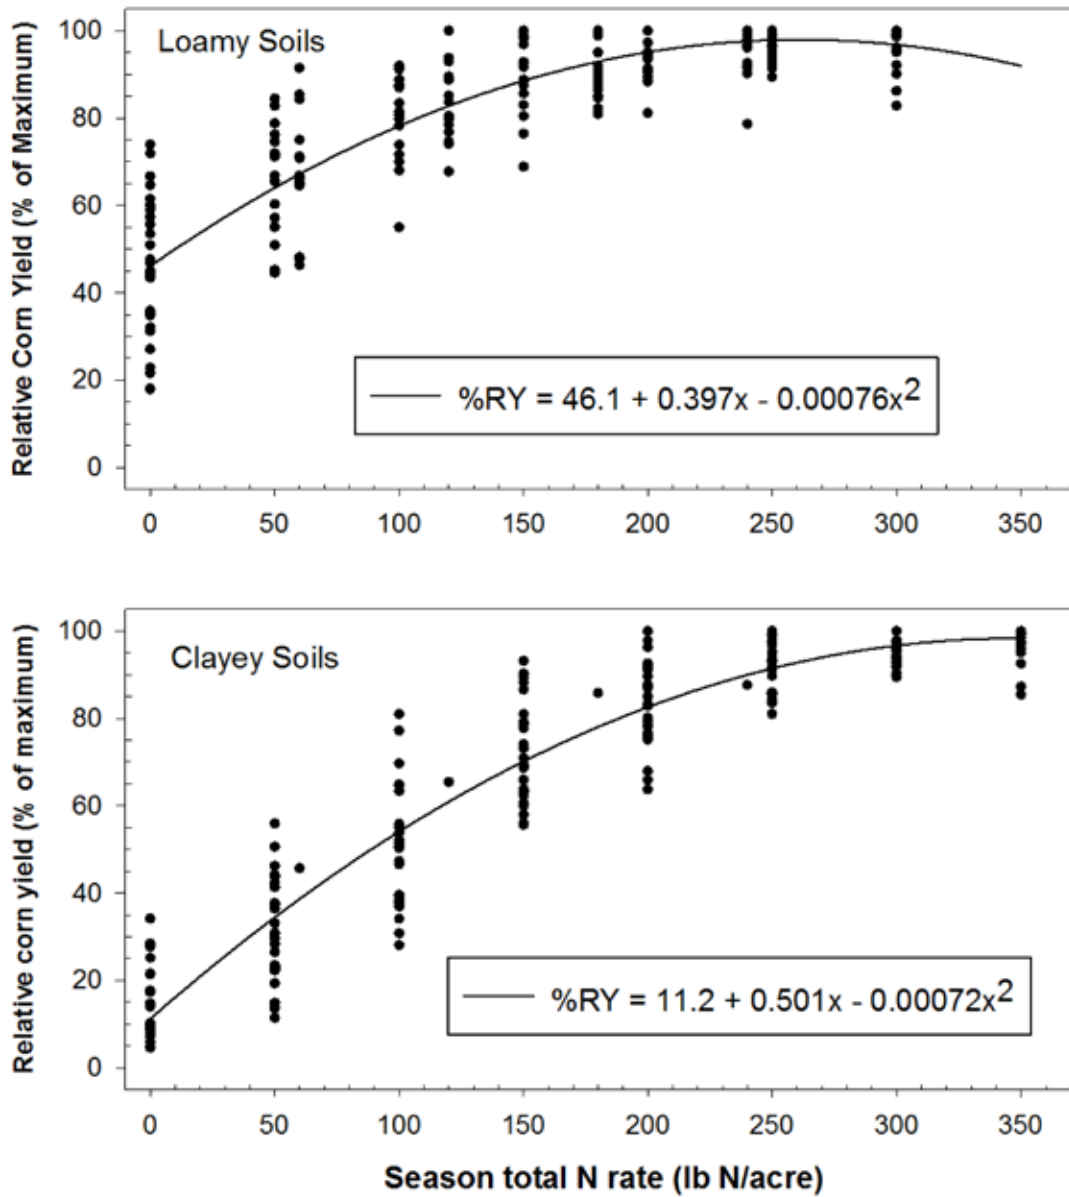 Relative Corn Yield (% of Maximum)
Loamy Soils
100
80
60
40
20
0
%RY = 46.1 + 0.397x - 0.00076x²
0 50 100 150 200 250 300 350
Relative corn yield (% of maximum)
Clayey Soils
100
80
60
40
20
0
%RY = 11.2 + 0.501x - 0.00072x²
0 50 100 150 200 250 300 350
Season total N rate (lb N/acre)